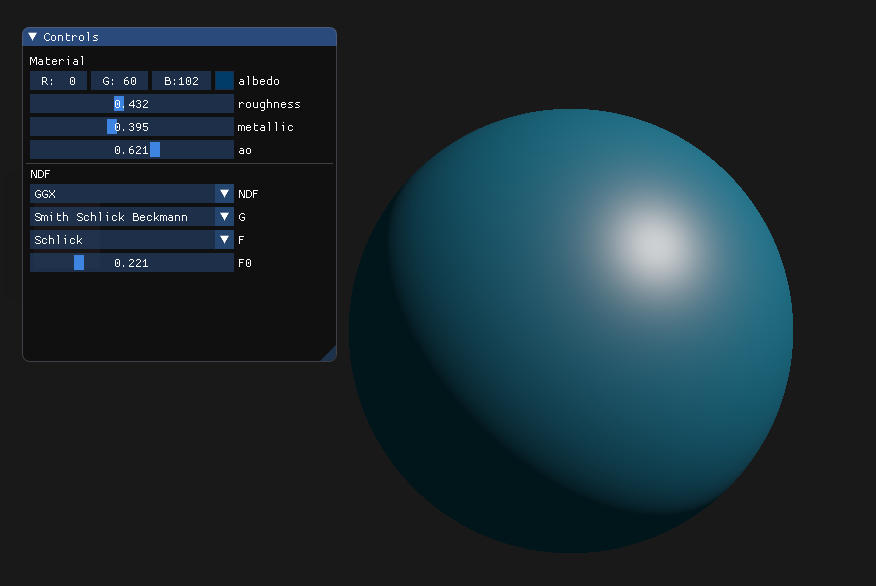 Controls
Material
R: 0 G: 60 B:102 albedo
0.432 roughness
0.395 metallic
0.621 ao
NDF
GGX NDF
Smith Schlick Beckmann G
Schlick F
0.221 F0